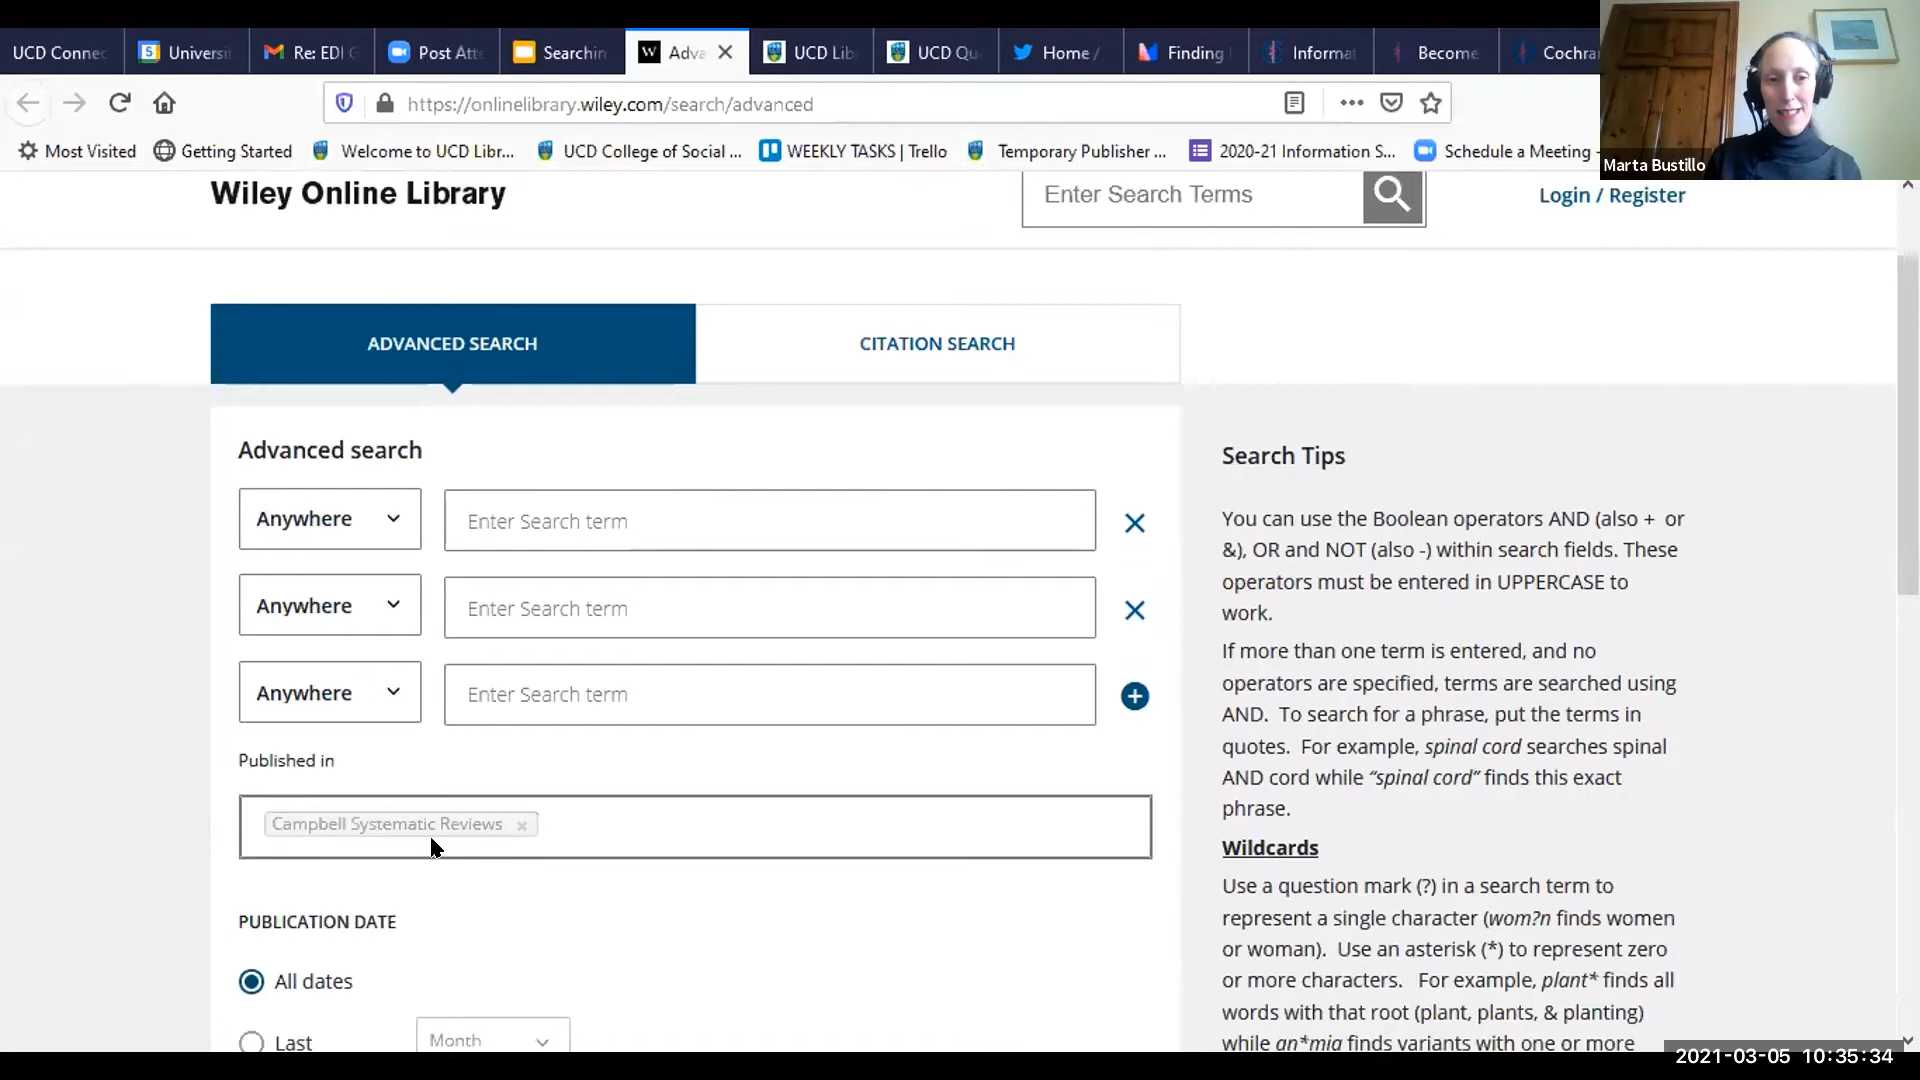 UCD Connec
Universi
Re: EDI
Post Att
Searchin
Adv
UCD Lib
UCD Qu
Home /
Finding
Informa
Become
Cochra
https://onlinelibrary.wiley.com/search/advanced
Most Visited
Getting Started
Welcome to UCD Libr...
UCD College of Social ...
WEEKLY TASKS | Trello
Temporary Publisher ...
2020-21 Information S...
Schedule a Meeting -
Marta Bustillo
Wiley Online Library
Enter Search Terms
Login / Register
ADVANCED SEARCH
CITATION SEARCH
Advanced search
Anywhere
Enter Search term
Anywhere
Enter Search term
Anywhere
Enter Search term
Published in
Campbell Systematic Reviews
PUBLICATION DATE
All dates
Last
Month
Search Tips
You can use the Boolean operators AND (also + or
&), OR and NOT (also -) within search fields. These
operators must be entered in UPPERCASE to
work.
If more than one term is entered, and no
operators are specified, terms are searched using
AND. To search for a phrase, put the terms in
quotes. For example, spinal cord searches spinal
AND cord while “spinal cord” finds this exact
phrase.
Wildcards
Use a question mark (?) in a search term to
represent a single character (wom?n finds women
or woman). Use an asterisk (*) to represent zero
or more characters. For example, plant* finds all
words with that root (plant, plants, & planting)
while an*mia finds variants with one or more
2021-03-05 10:35:34